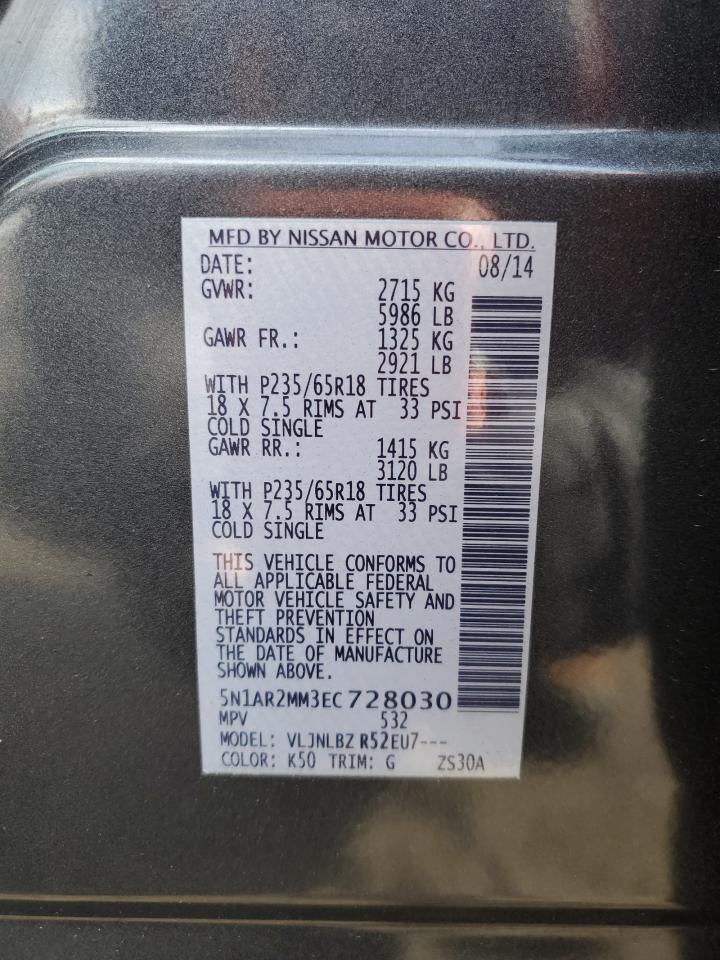 MFD BY NISSAN MOTOR CO., LTD.
DATE: 08/14
GVWR: 2715 KG
5986 LB
GAWR FR.: 1325 KG
2921 LB
WITH P235/65R18 TIRES
18 X 7.5 RIMS AT 33 PSI
COLD SINGLE
GAWR RR.: 1415 KG
3120 LB
WITH P235/65R18 TIRES
18 X 7.5 RIMS AT 33 PSI
COLD SINGLE
THIS VEHICLE CONFORMS TO
ALL APPLICABLE FEDERAL
MOTOR VEHICLE SAFETY AND
THEFT PREVENTION
STANDARDS IN EFFECT ON
THE DATE OF MANUFACTURE
SHOWN ABOVE.
5N1AR2MM3EC728030
MPV 532
MODEL: VLJNLBZ R52EU7---
COLOR: K50 TRIM: G ZS30A